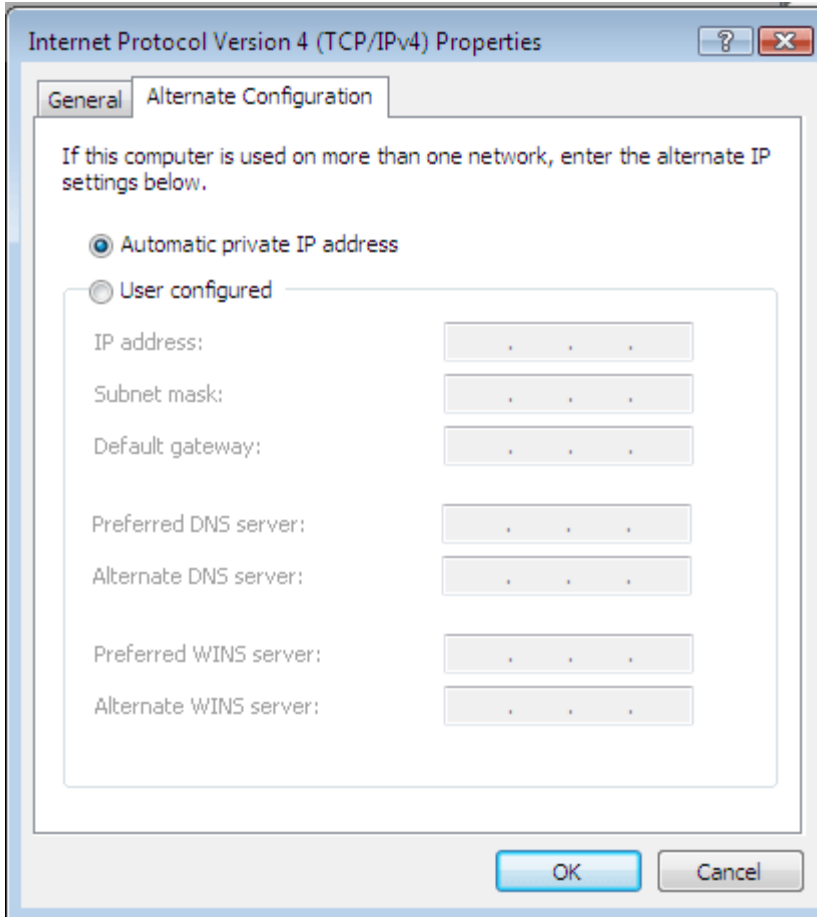 Internet Protocol Version 4 (TCP/IPv4) Properties
General
Alternate Configuration
If this computer is used on more than one network, enter the alternate IP
settings below.
Automatic private IP address
User configured
IP address:
Subnet mask:
Default gateway:
Preferred DNS server:
Alternate DNS server:
Preferred WINS server:
Alternate WINS server:
OK
Cancel